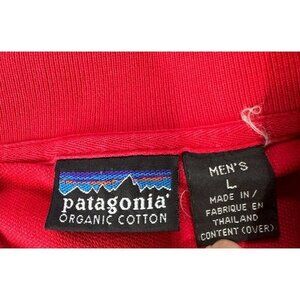 patagonia®
ORGANIC COTTON
MEN'S
L
MADE IN/
FABRIQUE EN
THAILAND
CONTENT (OVER)